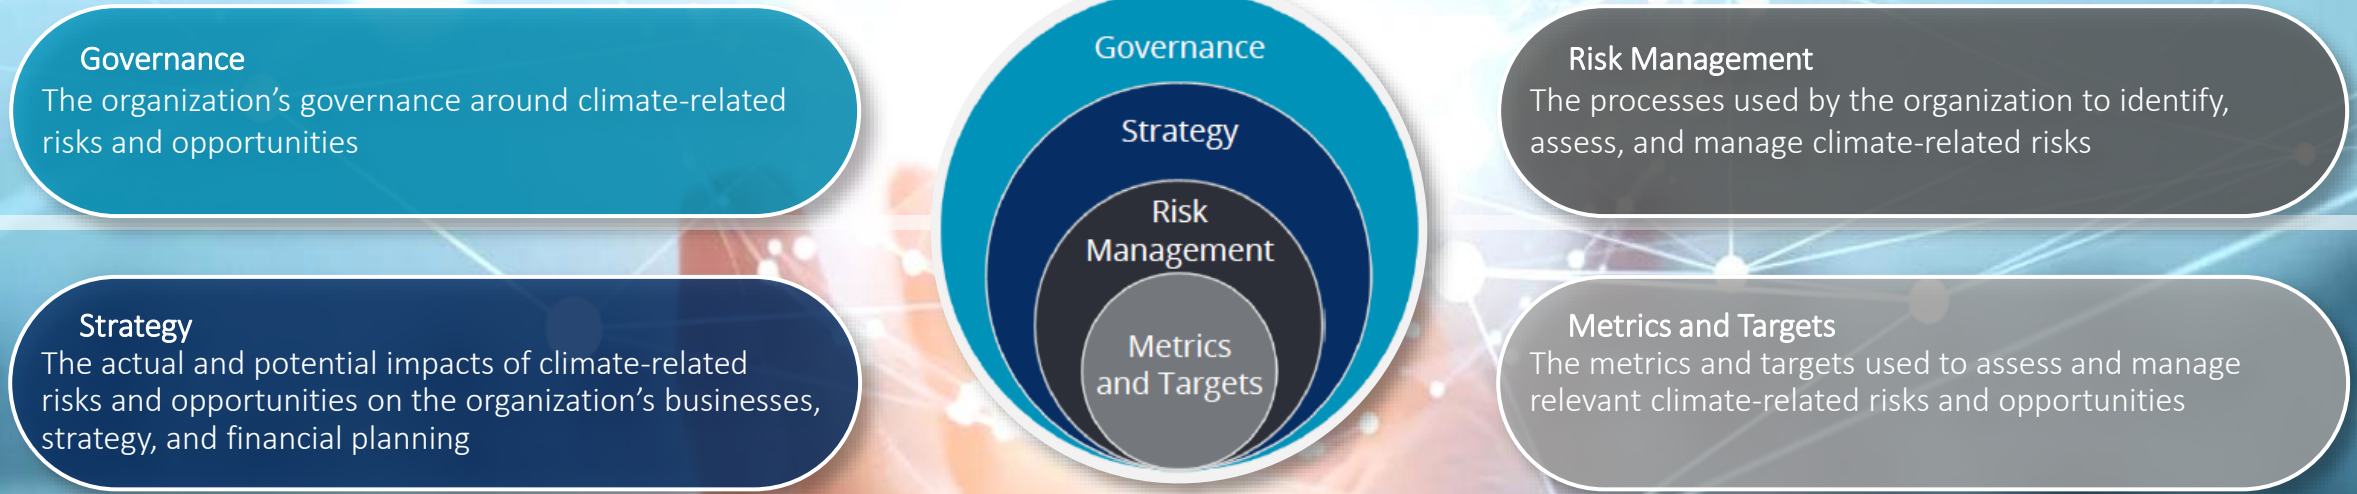 Governance
The organization’s governance around climate-related
risks and opportunities
Strategy
The actual and potential impacts of climate-related
risks and opportunities on the organization’s businesses,
strategy, and financial planning
Governance
Strategy
Risk
Management
Metrics
and Targets
Risk Management
The processes used by the organization to identify,
assess, and manage climate-related risks
Metrics and Targets
The metrics and targets used to assess and manage
relevant climate-related risks and opportunities